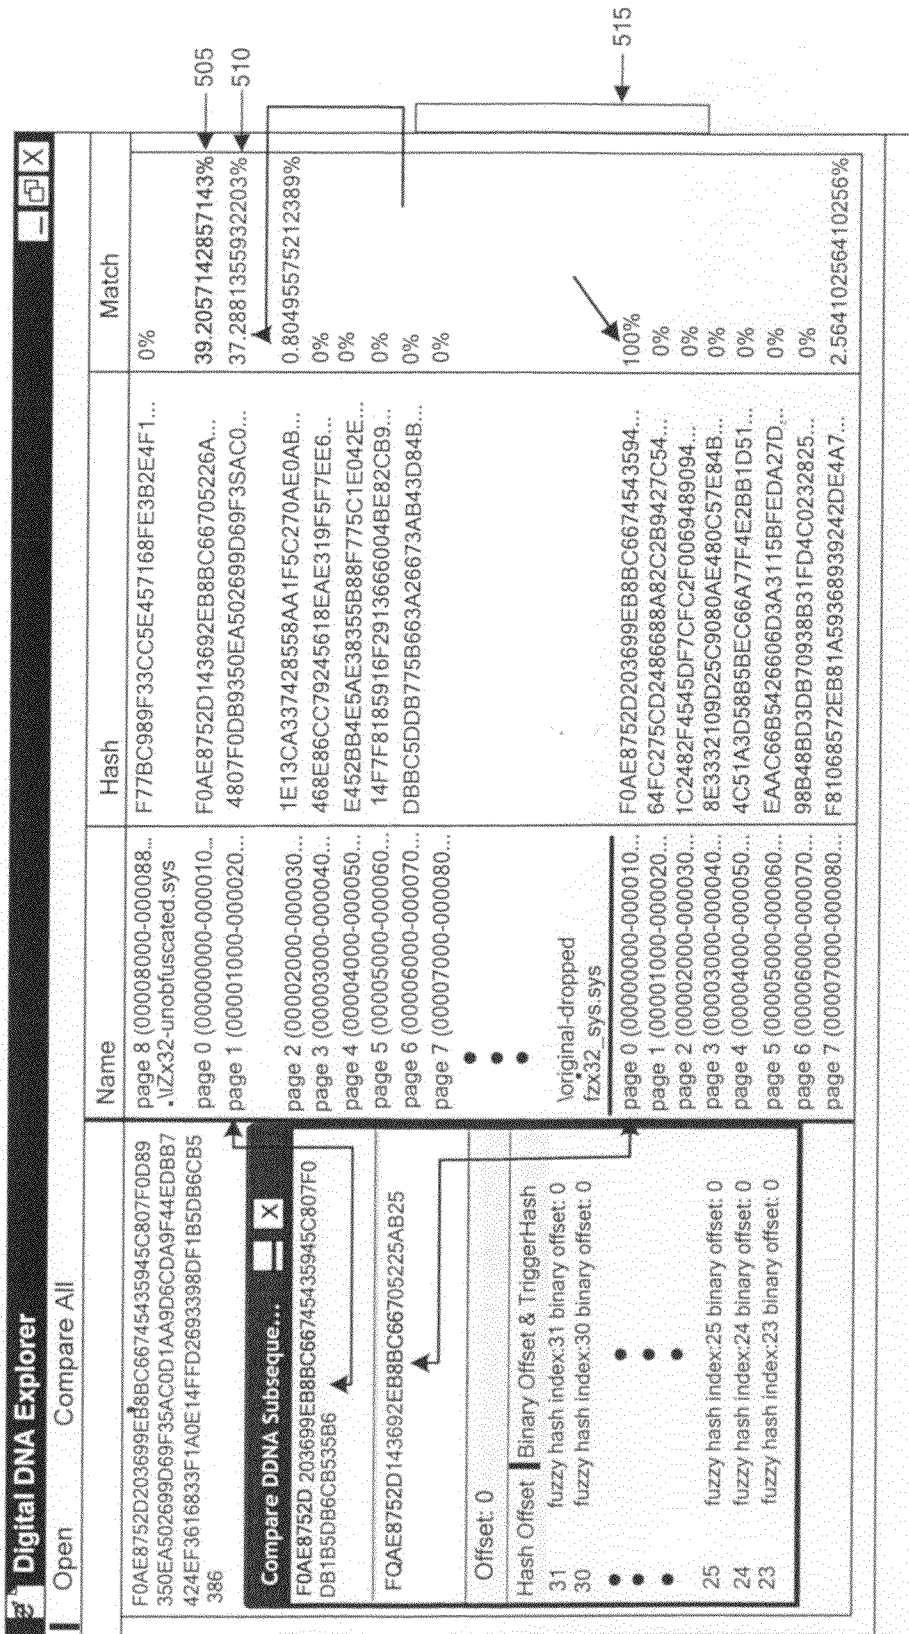 Digital DNA Explorer
Open Compare All
F0AE8752D203699EB8BC66745435945C807F0D89
350EA502699D69F35AC0D1AA9D6CDA9F44EDBB7
424EF3616833F1A0E14FFD2693398DF1B5DB6CB5
386
Compare DDNA Subseque... X
F0AE8752D 203699EB8BC66745435945C807F0
DB1B5DB6CB535B6
FQAE8752D143692EB8BC66705225AB25
Offset: 0
Hash Offset Binary Offset & TriggerHash
31 fuzzy hash index:31 binary offset: 0
30 fuzzy hash index:30 binary offset: 0
25 fuzzy hash index:25 binary offset: 0
24 fuzzy hash index:24 binary offset: 0
23 fuzzy hash index:23 binary offset: 0
Name Hash Match
page 8 (00008000-000088... F77BC989F33CC5E457168FE3B2E4F1... 0%
.\IZx32-unobfuscated.sys
page 0 (00000000-000010... F0AE8752D143692EB8BC66705226A... 39.2057142857143% 505
page 1 (00001000-000020... 4807F0DB9350EA502699D69F3SAC0... 37.2881355932203% 510
page 2 (00002000-000030... 1E13CA337428558AA1F5C270AE0AB... 0.80495575212389%
page 3 (00003000-000040... 468E86CC79245618EAE319F5F7EE6... 0%
page 4 (00004000-000050... E452BB4E5AE38355B88F775C1E042E... 0%
page 5 (00005000-000060... 14F7F8185916F2913666004BE82CB9... 0%
page 6 (00006000-000070... DBBC5DDB775B663A26673AB43D84B... 0%
page 7 (00007000-000080... 0%
515
\original-dropped
fzx32_sys.sys
page 0 (00000000-000010... F0AE8752D203699EB8BC6674543594... 100%
page 1 (00001000-000020... 64FC275CD2486688A82C2B9427C54... 0%
page 2 (00002000-000030... 1C2482F4545DF7CFC2F0069489094... 0%
page 3 (00003000-000040... 8E3332109D25C9080AE480C57E84B... 0%
page 4 (00004000-000050... 4C51A3D58B5BEC66A77F4E2BB1D51... 0%
page 5 (00005000-000060... EAAC66B5426606D3A3115BFEDA27D... 0%
page 6 (00006000-000070... 98B48BD3DB70938B31FD4C0232825... 0%
page 7 (00007000-000080... F81068572EB81A59368939242DE4A7... 2.56410256410256%